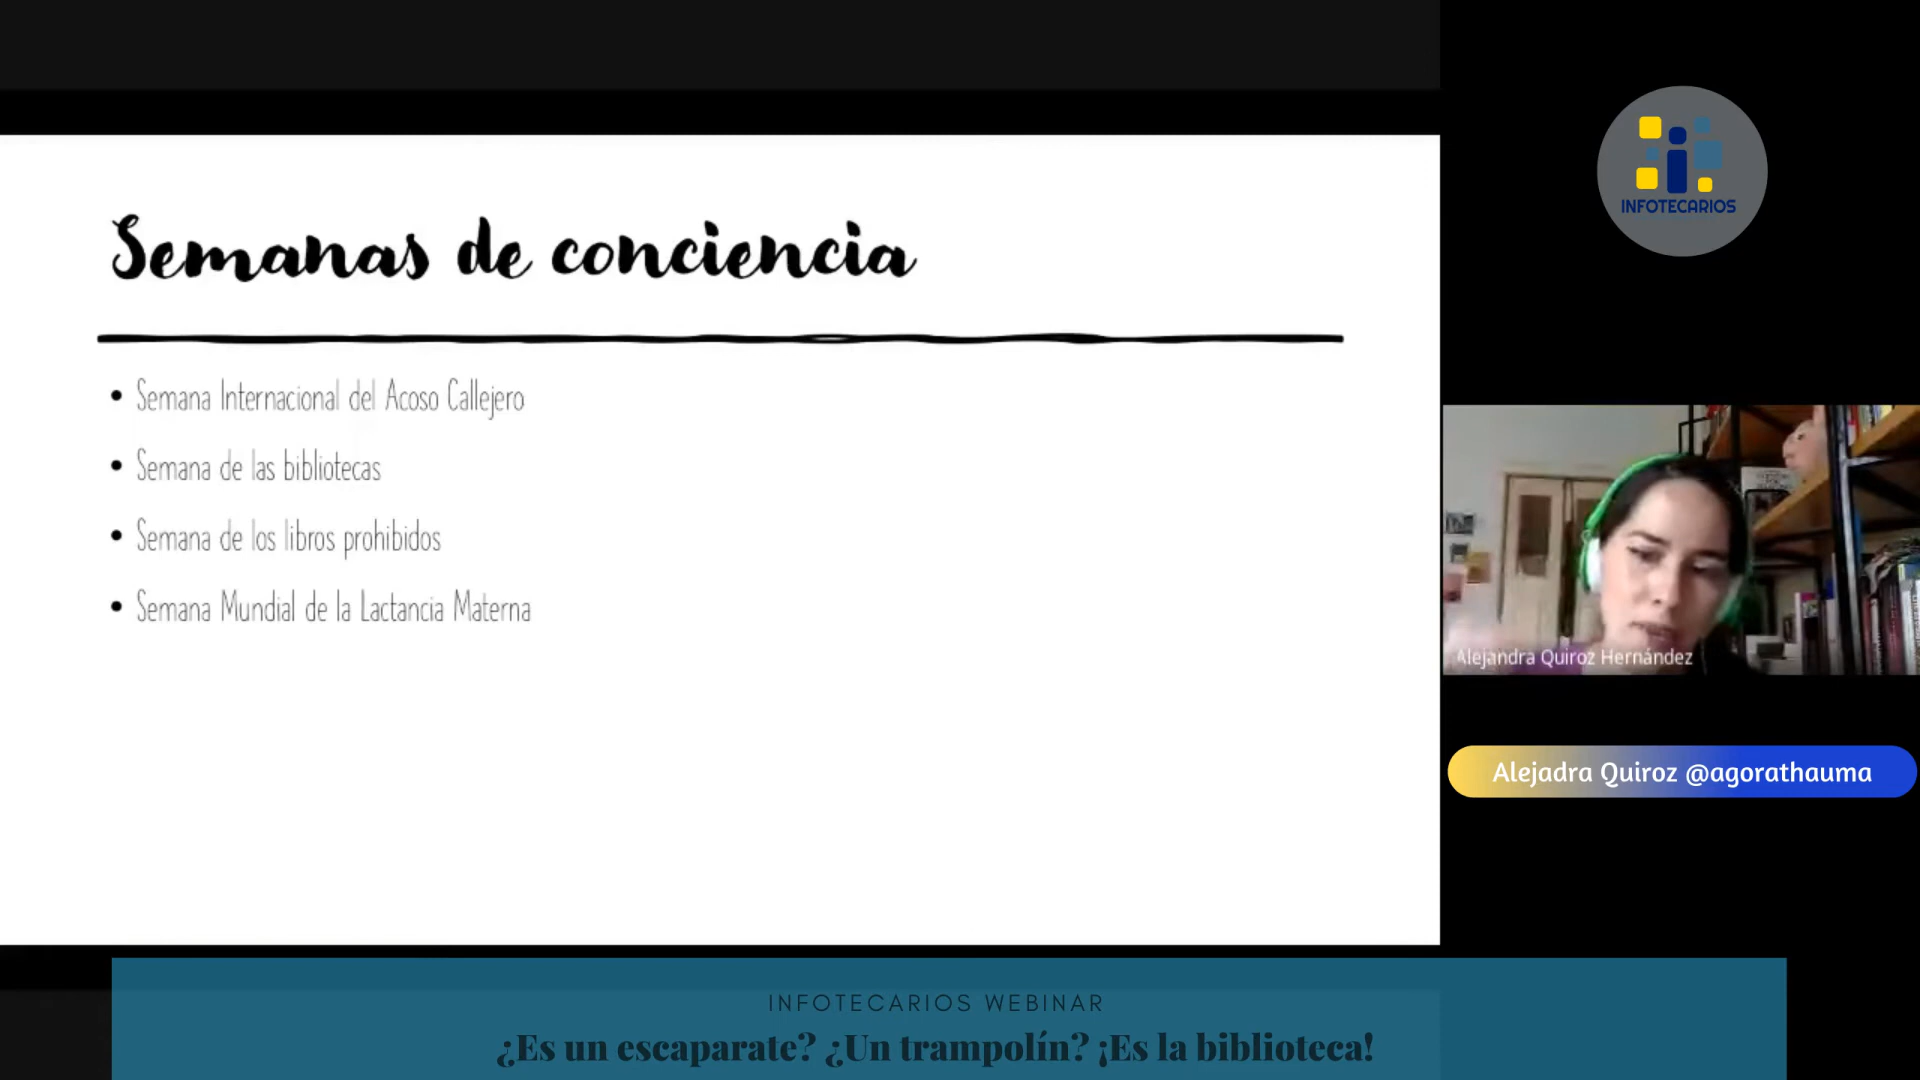 Semanas de conciencia
• Semana Internacional del Acoso Callejero
• Semana de las bibliotecas
• Semana de los libros prohibidos
• Semana Mundial de la Lactancia Materna
INFOTECARIOS
Alejandra Quiroz Hernández
Alejadra Quiroz @agorathauma
INFOTECARIOS WEBINAR
¿Es un escaparate? ¿Un trampolín? ¡Es la biblioteca!